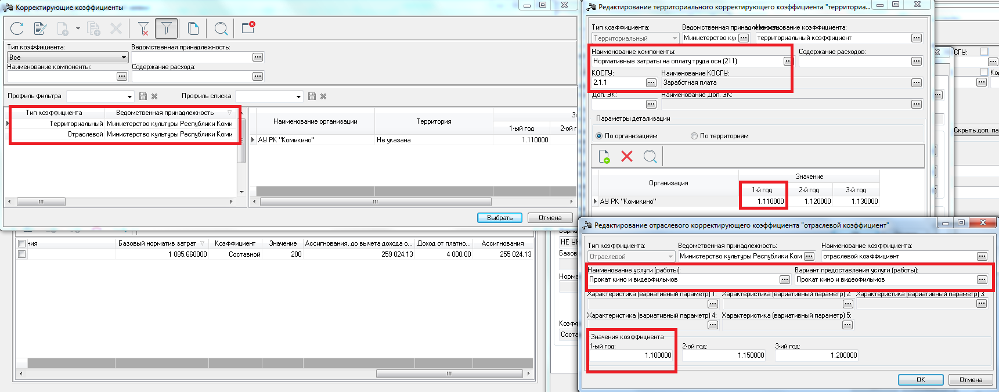 Корректирующие коэффициенты
Тип коэффициента:
Ведомственная принадлежность:
Все
Наименование компоненты:
Содержание расхода:
Профиль фильтра
Профиль списка
Тип коэффициента
Ведомственная принадлежность
Территориальный
Министерство культуры Республики Коми
Отраслевой
Министерство культуры Республики Коми
Наименование организации
Территория
1-ый год
2-ой г
АУ РК "Комикино"
Не указана
1.110000
Выбрать
Отмена
ния
Базовый норматив затрат
Коэффициент
Значение
Ассигнования, до вычета дохода о...
Доход от платно...
Ассигнования
1 085.660000
Составной
200
259 024.13
4 000.00
255 024.13
Редактирование территориального корректирующего коэффициента "территориа...
Тип коэффициента:
Ведомственная принадлежность:
Наименование коэффициента:
Территориальный
Министерство кул
территориальный коэффициент
Наименование компоненты:
Содержание расходов:
Нормативные затраты на оплату труда осн (211)
КОСГУ:
Наименование КОСГУ:
2.1.1
Заработная плата
Доп. ЭК:
Наименование Доп. ЭК:
Параметры детализации
По организациям
По территориям
Организация
Значение
1-й год
2-й год
3-й год
АУ РК "Комикино"
1.110000
1.120000
1.130000
СГУ:
Ко
Скрыть доп. па
НЕ УК
Базов
Норма
Коэфф
Соста
Редактирование отраслевого корректирующего коэффициента "отраслевой коэффициент"
Тип коэффициента:
Ведомственная принадлежность:
Наименование коэффициента:
Отраслевой
Министерство культуры Республики Ком
отраслевой коэффициент
Наименование услуги (работы):
Вариант предоставления услуги (работы):
Прокат кино и видеофильмов
Прокат кино и видеофильмов
Характеристика (вариативный параметр) 1:
Характеристика (вариативный параметр) 2:
Характеристика (вариативный параметр) 3:
Характеристика (вариативный параметр) 4:
Характеристика (вариативный параметр) 5:
Значения коэффициента
1-ый год:
2-ой год:
3-ий год:
1.100000
1.150000
1.200000
OK
Отмена